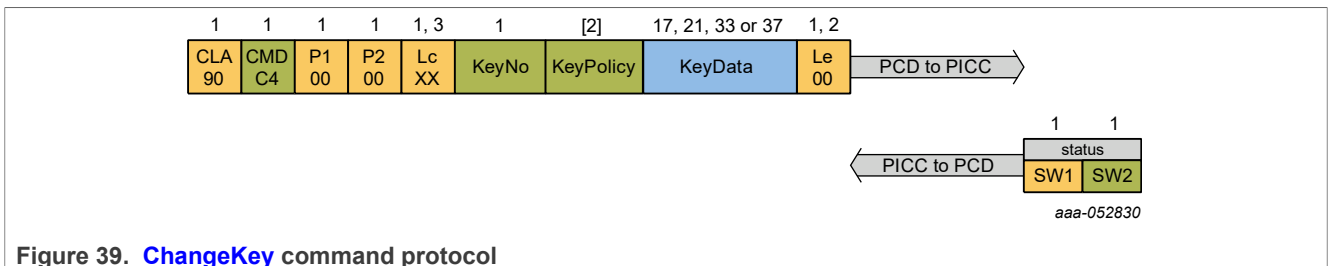 1 1 1 1 1, 3 1 [2] 17, 21, 33 or 37 1, 2
CLA CMD P1 P2 Lc KeyNo KeyPolicy KeyData Le PCD to PICC
90 C4 00 00 XX 00
1 1
status
PICC to PCD SW1 SW2
aaa-052830
Figure 39. ChangeKey command protocol